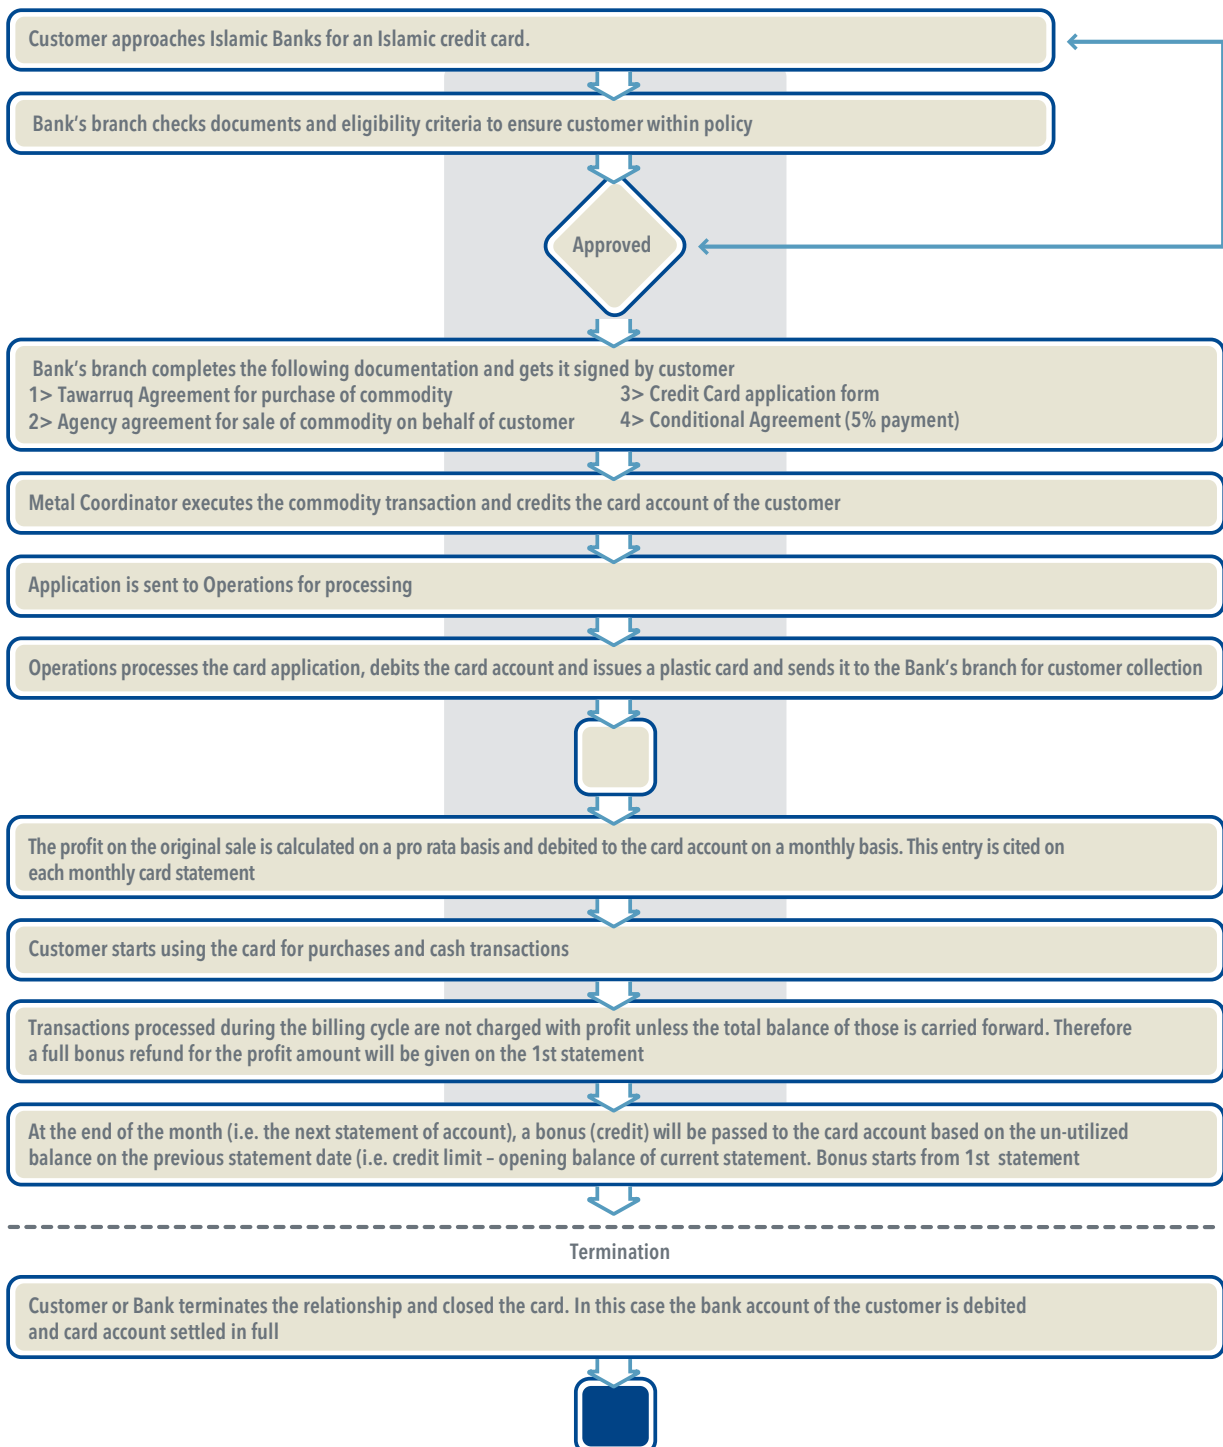 Customer approaches Islamic Banks for an Islamic credit card.
Bank’s branch checks documents and eligibility criteria to ensure customer within policy
Approved
Bank’s branch completes the following documentation and gets it signed by customer
1> Tawarruq Agreement for purchase of commodity
2> Agency agreement for sale of commodity on behalf of customer
3> Credit Card application form
4> Conditional Agreement (5% payment)
Metal Coordinator executes the commodity transaction and credits the card account of the customer
Application is sent to Operations for processing
Operations processes the card application, debits the card account and issues a plastic card and sends it to the Bank’s branch for customer collection
The profit on the original sale is calculated on a pro rata basis and debited to the card account on a monthly basis. This entry is cited on
each monthly card statement
Customer starts using the card for purchases and cash transactions
Transactions processed during the billing cycle are not charged with profit unless the total balance of those is carried forward. Therefore
a full bonus refund for the profit amount will be given on the 1st statement
At the end of the month (i.e. the next statement of account), a bonus (credit) will be passed to the card account based on the un-utilized
balance on the previous statement date (i.e. credit limit – opening balance of current statement. Bonus starts from 1st statement
Termination
Customer or Bank terminates the relationship and closed the card. In this case the bank account of the customer is debited
and card account settled in full